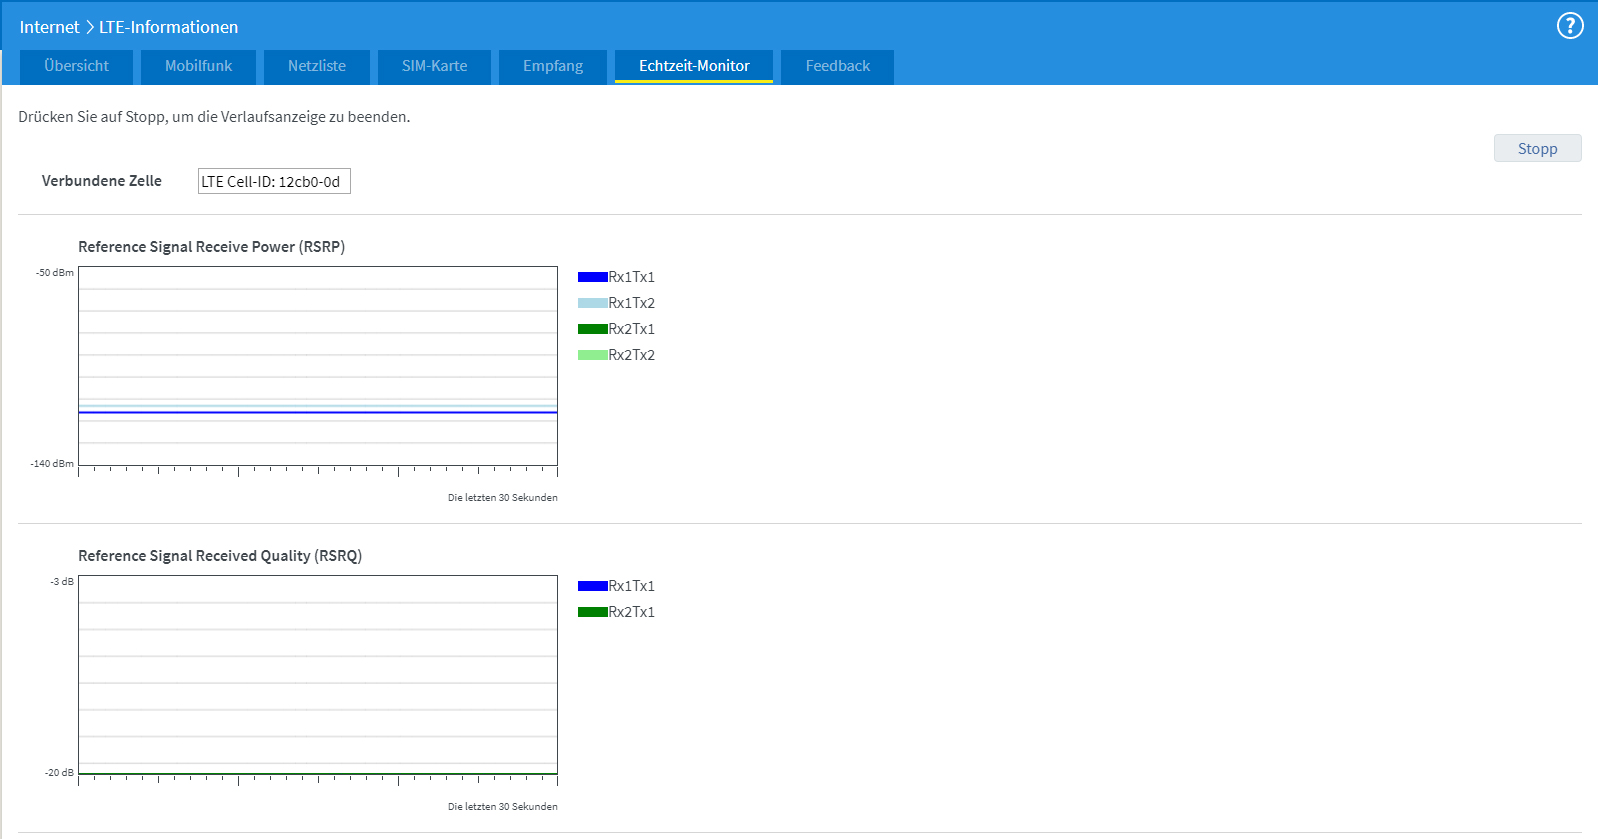 Internet > LTE-Informationen
?
Übersicht Mobilfunk Netzliste SIM-Karte Empfang Echtzeit-Monitor Feedback
Drücken Sie auf Stopp, um die Verlaufsanzeige zu beenden.
Stopp
Verbundene Zelle LTE Cell-ID: 12cb0-0d
Reference Signal Receive Power (RSRP)
-50 dBm
Rx1Tx1
Rx1Tx2
Rx2Tx1
Rx2Tx2
-140 dBm
Die letzten 30 Sekunden
Reference Signal Received Quality (RSRQ)
-3 dB
Rx1Tx1
Rx2Tx1
-20 dB
Die letzten 30 Sekunden